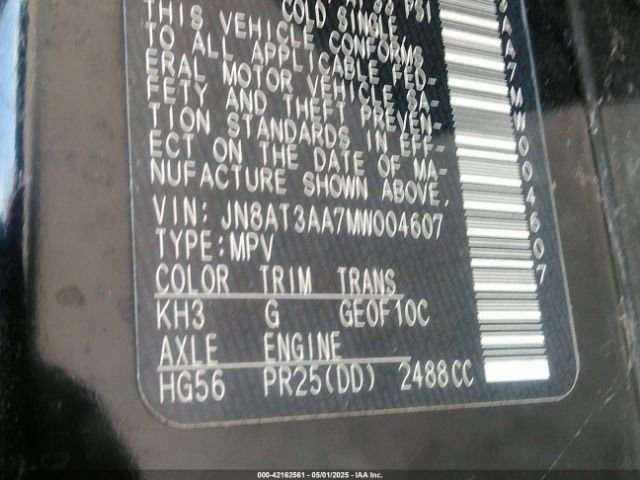 COLD SINGLE
THIS VEHICLE CONFORMS
TO ALL APPLICABLE FED-
ERAL MOTOR VEHICLE SA-
FETY AND THEFT PREVEN-
TION STANDARDS IN EFF-
ECT ON THE DATE OF MA-
NUFACTURE SHOWN ABOVE.
VIN: JN8AT3AA7MW004607
TYPE:MPV
COLOR TRIM TRANS
KH3 G GE0F10C
AXLE ENGINE
HG56 PR25(DD) 2488CC
AA7MW004607
000-42162561 - 05/01/2025 - IAA Inc.